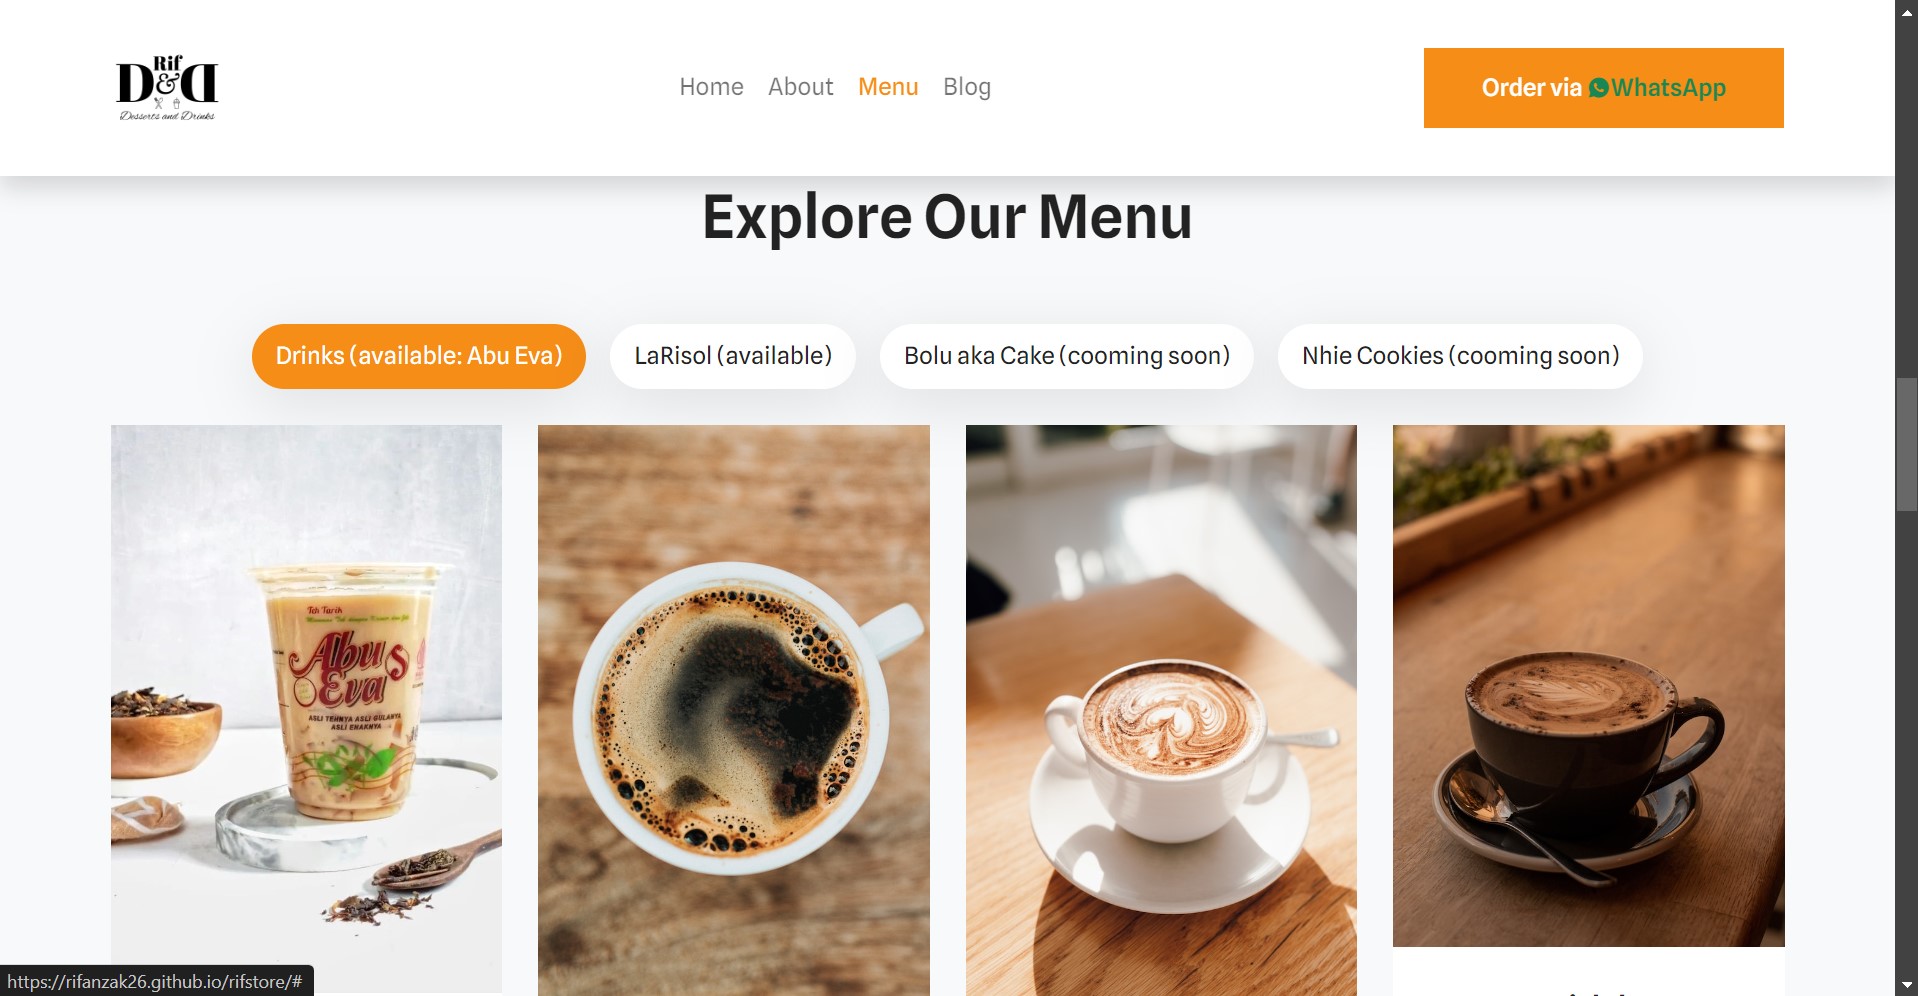 Rif
D&D
Desserts and Drinks
Home About Menu Blog
Order via WhatsApp
Explore Our Menu
Drinks (available: Abu Eva)
LaRisol (available)
Bolu aka Cake (cooming soon)
Nhie Cookies (cooming soon)
Teh Tarik
Abu
Eva
ASLI TEHNYA ASLI GULANYA
ASLI ENAKNYA
https://rifanzak26.github.io/rifstore/#